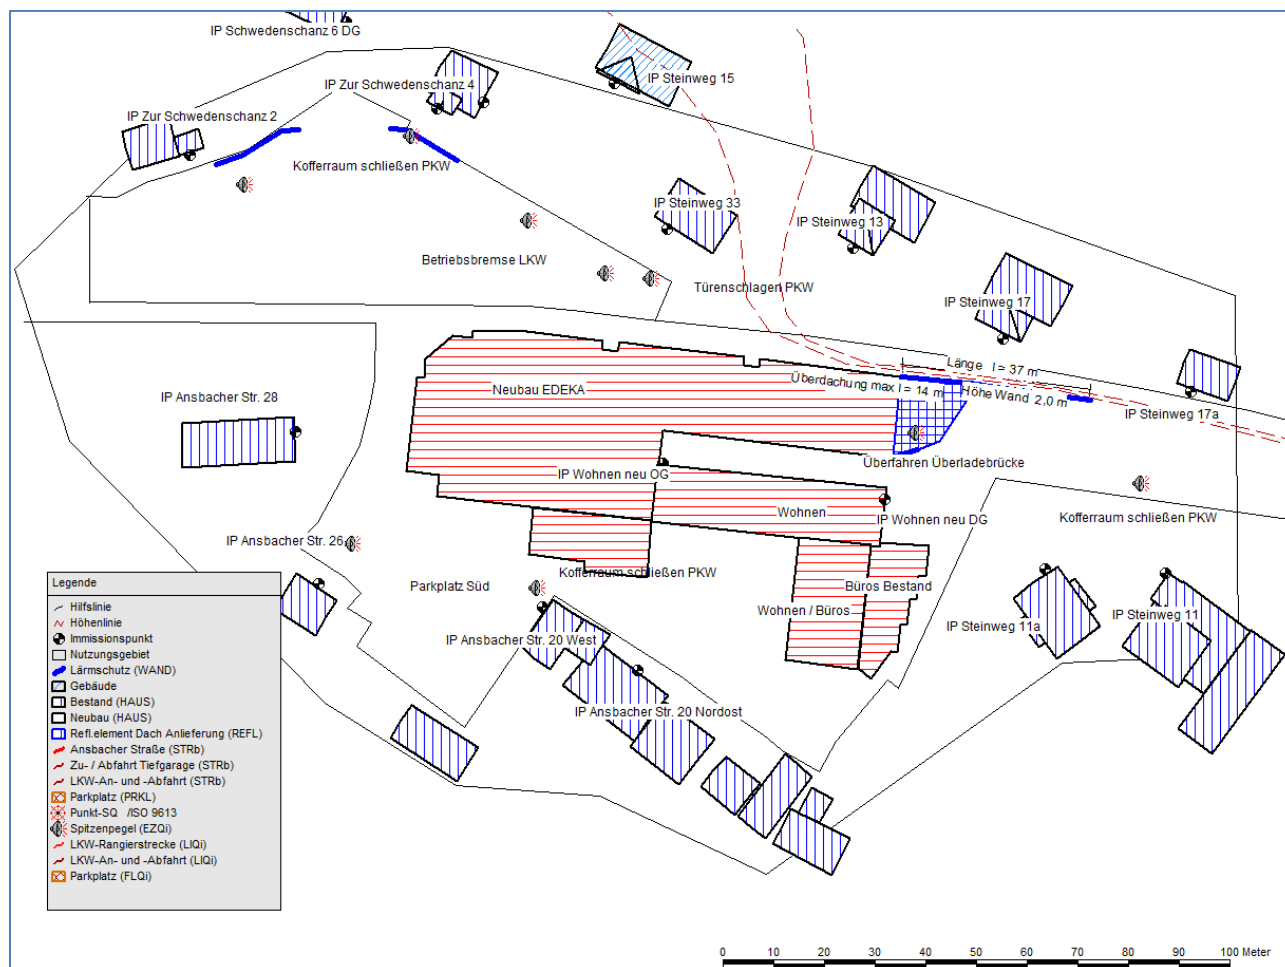 IP Schwedenschanz 6 DG
IP Zur Schwedenschanz 4
IP Steinweg 15
IP Zur Schwedenschanz 2
Kofferraum schließen PKW
IP Steinweg 33
IP Steinweg 13
Betriebsbremse LKW
Türenschlagen PKW
IP Steinweg 17
Länge l = 37 m
Neubau EDEKA
Überdachung max l = 14 m
Höhe Wand 2,0 m
IP Ansbacher Str. 28
IP Steinweg 17a
Überfahren Überladebrücke
IP Wohnen neu OG
Wohnen
IP Wohnen neu DG
Kofferraum schließen PKW
IP Ansbacher Str. 26
Kofferraum schließen PKW
Parkplatz Süd
Büros Bestand
Wohnen / Büros
IP Steinweg 11
IP Steinweg 11a
IP Ansbacher Str. 20 West
IP Ansbacher Str. 20 Nordost
Legende
Hilfslinie
Höhenlinie
Immissionspunkt
Nutzungsgebiet
Lärmschutz (WAND)
Gebäude
Bestand (HAUS)
Neubau (HAUS)
Refl.element Dach Anlieferung (REFL)
Ansbacher Straße (STRb)
Zu- / Abfahrt Tiefgarage (STRb)
LKW-An- und -Abfahrt (STRb)
Parkplatz (PRKL)
Punkt-SQ /ISO 9613
Spitzenpegel (EZQi)
LKW-Rangierstrecke (LIQi)
LKW-An- und -Abfahrt (LIQi)
Parkplatz (FLQi)
0 10 20 30 40 50 60 70 80 90 100 Meter